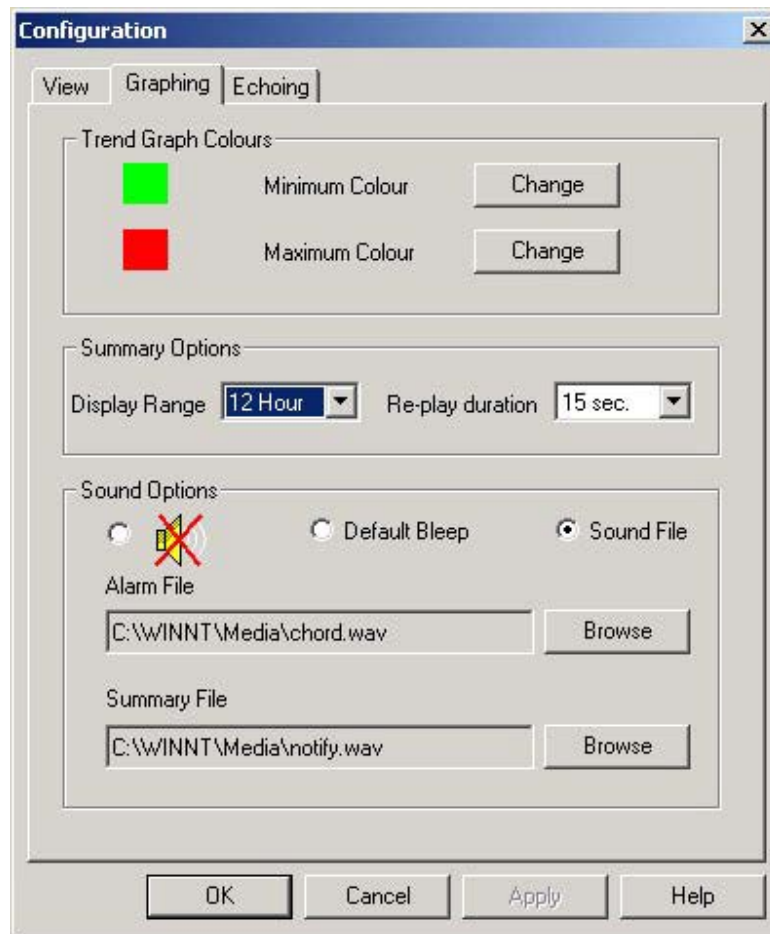 Configuration
View Graphing Echoing
Trend Graph Colours
Minimum Colour Change
Maximum Colour Change
Summary Options
Display Range 12 Hour Re-play duration 15 sec.
Sound Options
Default Bleep Sound File
Alarm File
C:\WINNT\Media\chord.wav Browse
Summary File
C:\WINNT\Media\notify.wav Browse
OK Cancel Apply Help